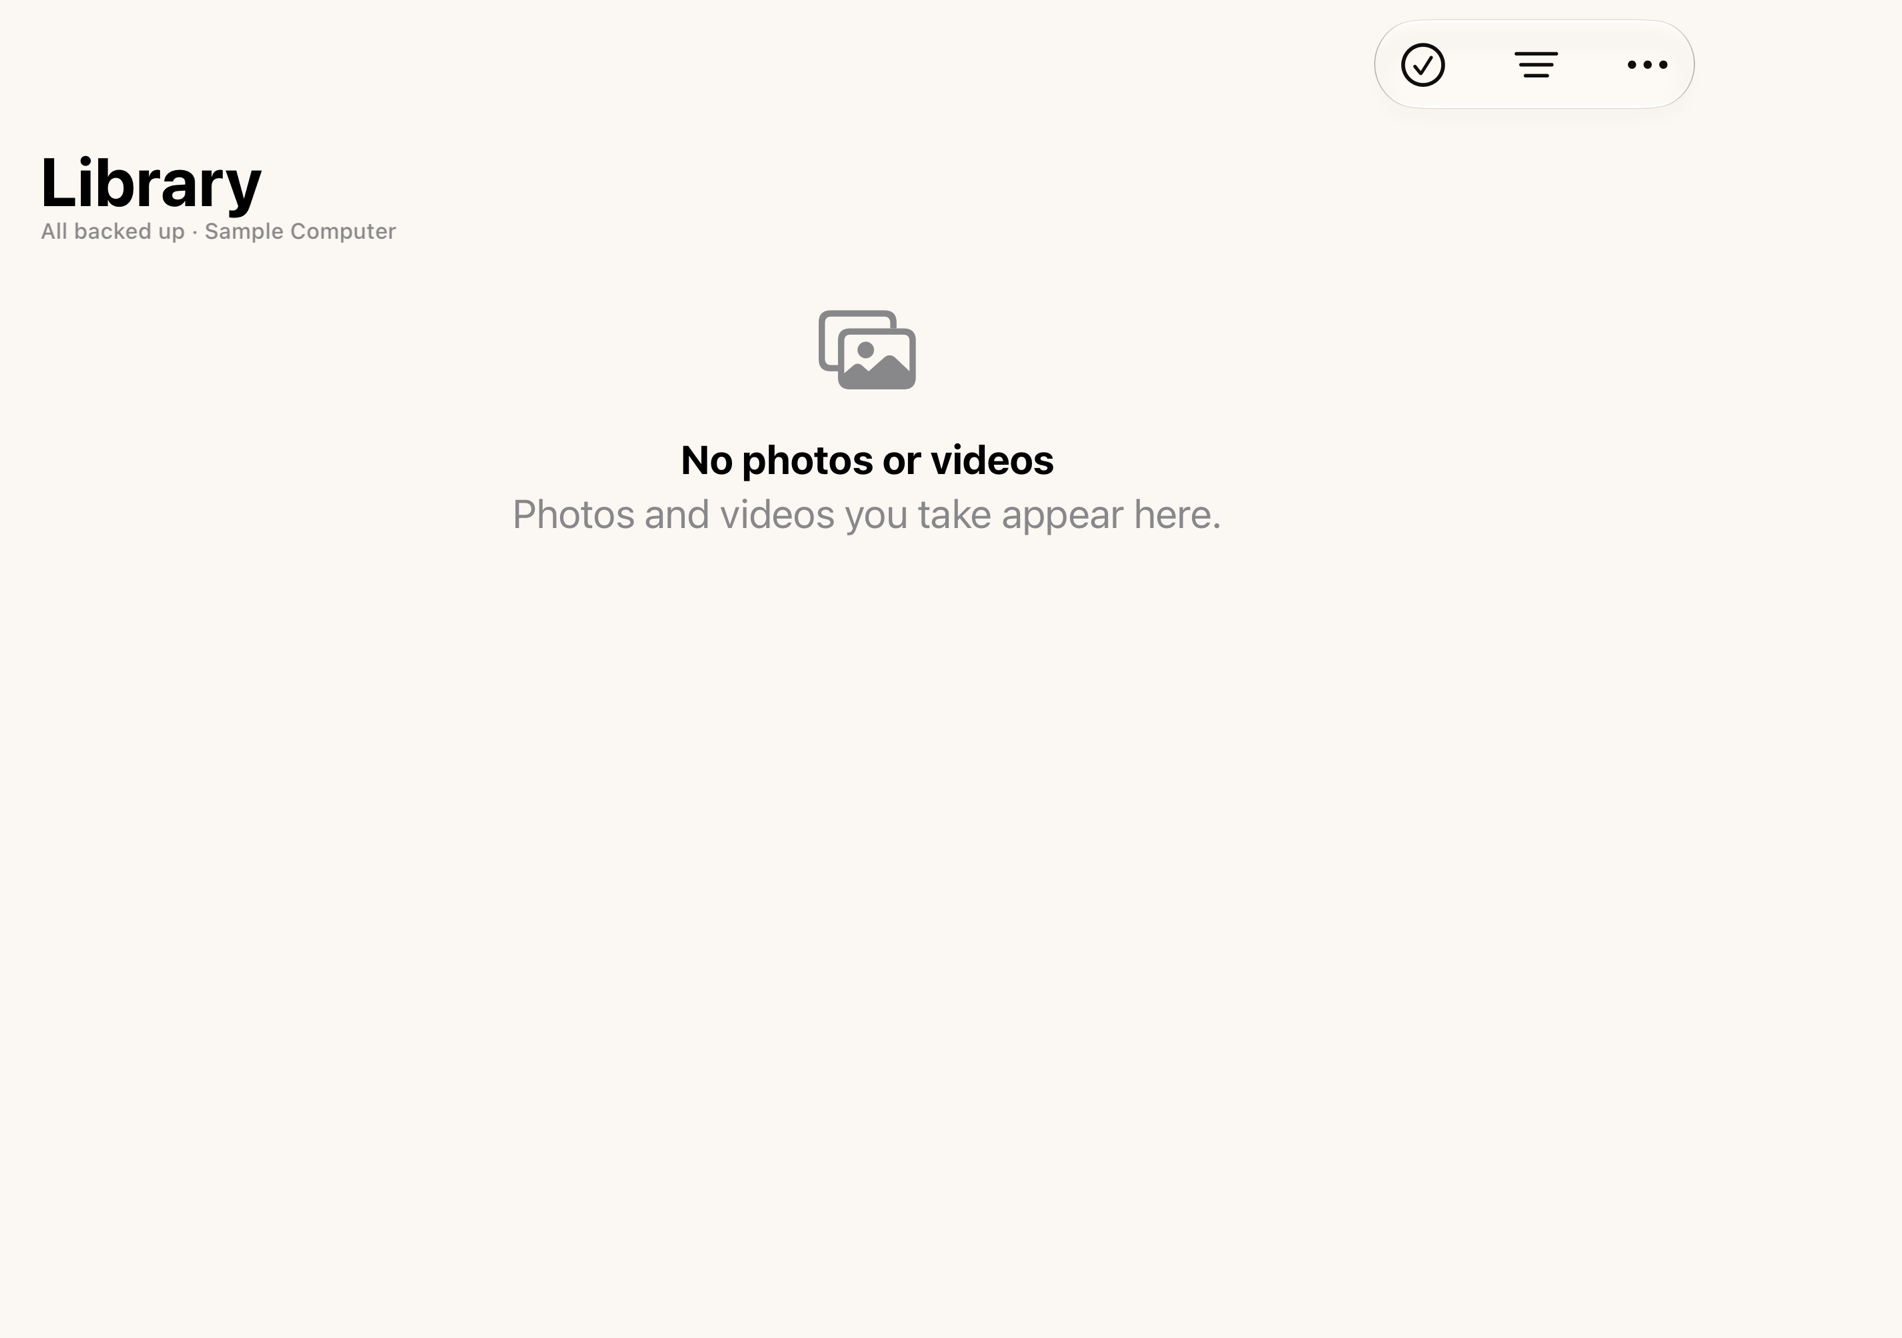 Library
All backed up · Sample Computer
No photos or videos
Photos and videos you take appear here.